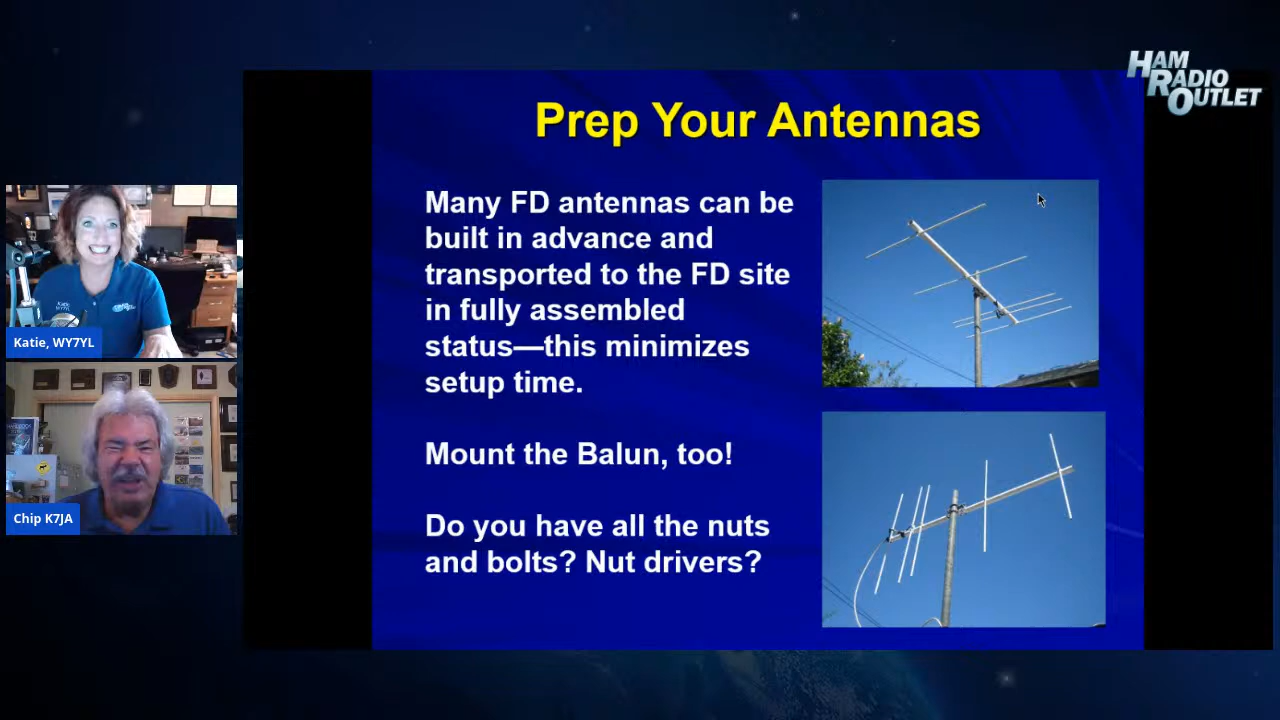 HAM
RADIO
OUTLET
Prep Your Antennas
Many FD antennas can be
built in advance and
transported to the FD site
in fully assembled
status—this minimizes
setup time.
Mount the Balun, too!
Do you have all the nuts
and bolts? Nut drivers?
Katie, WY7YL
Chip K7JA